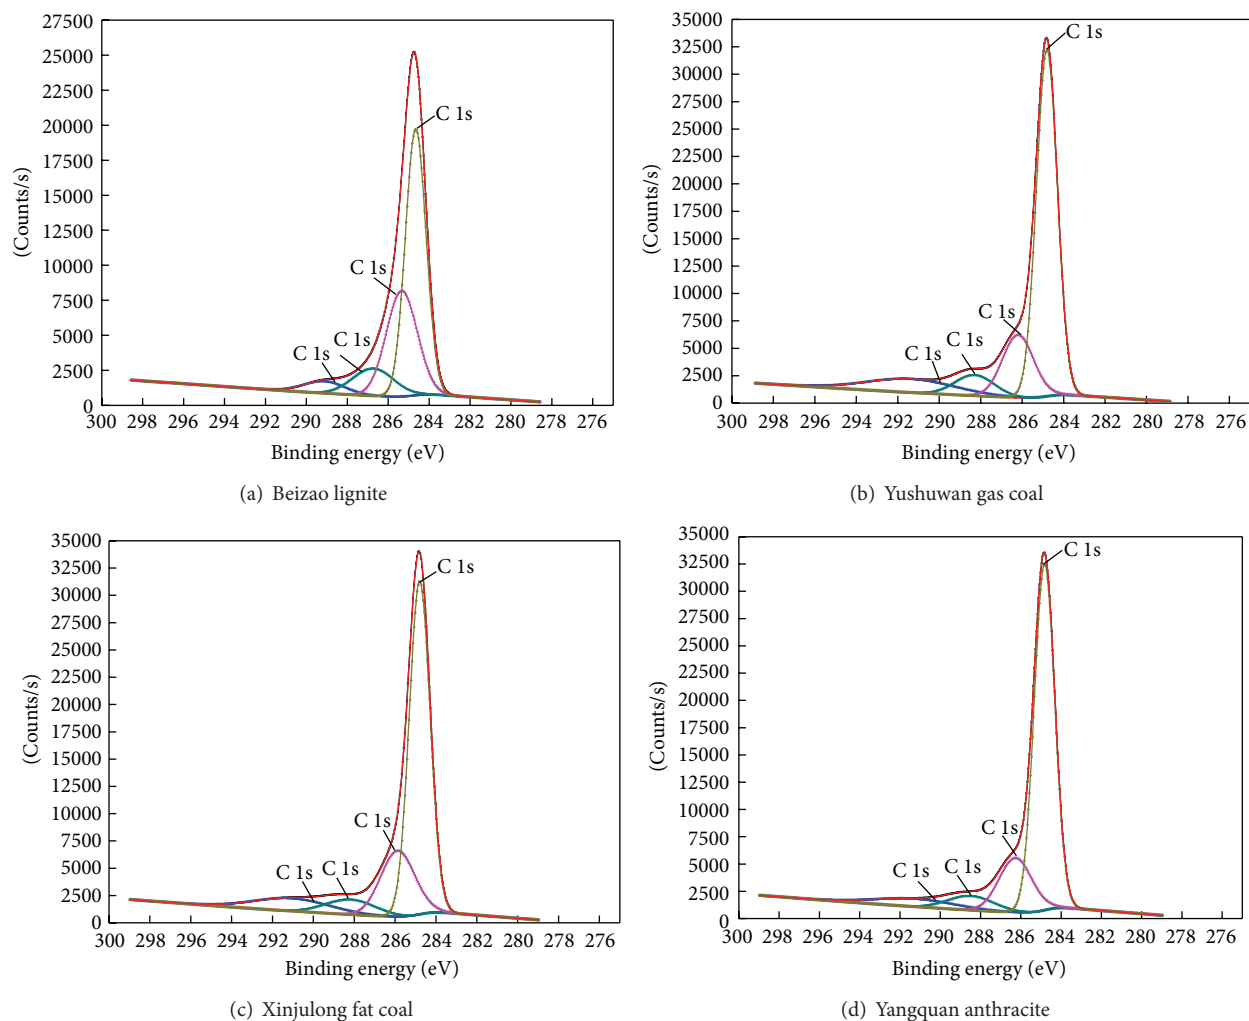 27500
25000
22500
20000
17500
15000
12500
10000
7500
5000
2500
0
(Counts/s)
C 1s
C 1s
C 1s
C 1s
300 298 296 294 292 290 288 286 284 282 280 278 276
Binding energy (eV)
(a) Beizao lignite
35000
32500
30000
27500
25000
22500
20000
17500
15000
12500
10000
7500
5000
2500
0
(Counts/s)
C 1s
C 1s
C 1s
C 1s
300 298 296 294 292 290 288 286 284 282 280 278 276
Binding energy (eV)
(b) Yushuwan gas coal
35000
32500
30000
27500
25000
22500
20000
17500
15000
12500
10000
7500
5000
2500
0
(Counts/s)
C 1s
C 1s
C 1s
C 1s
300 298 296 294 292 290 288 286 284 282 280 278 276
Binding energy (eV)
(c) Xinjulong fat coal
35000
32500
30000
27500
25000
22500
20000
17500
15000
12500
10000
7500
5000
2500
0
(Counts/s)
C 1s
C 1s
C 1s
C 1s
300 298 296 294 292 290 288 286 284 282 280 278 276
Binding energy (eV)
(d) Yangquan anthracite